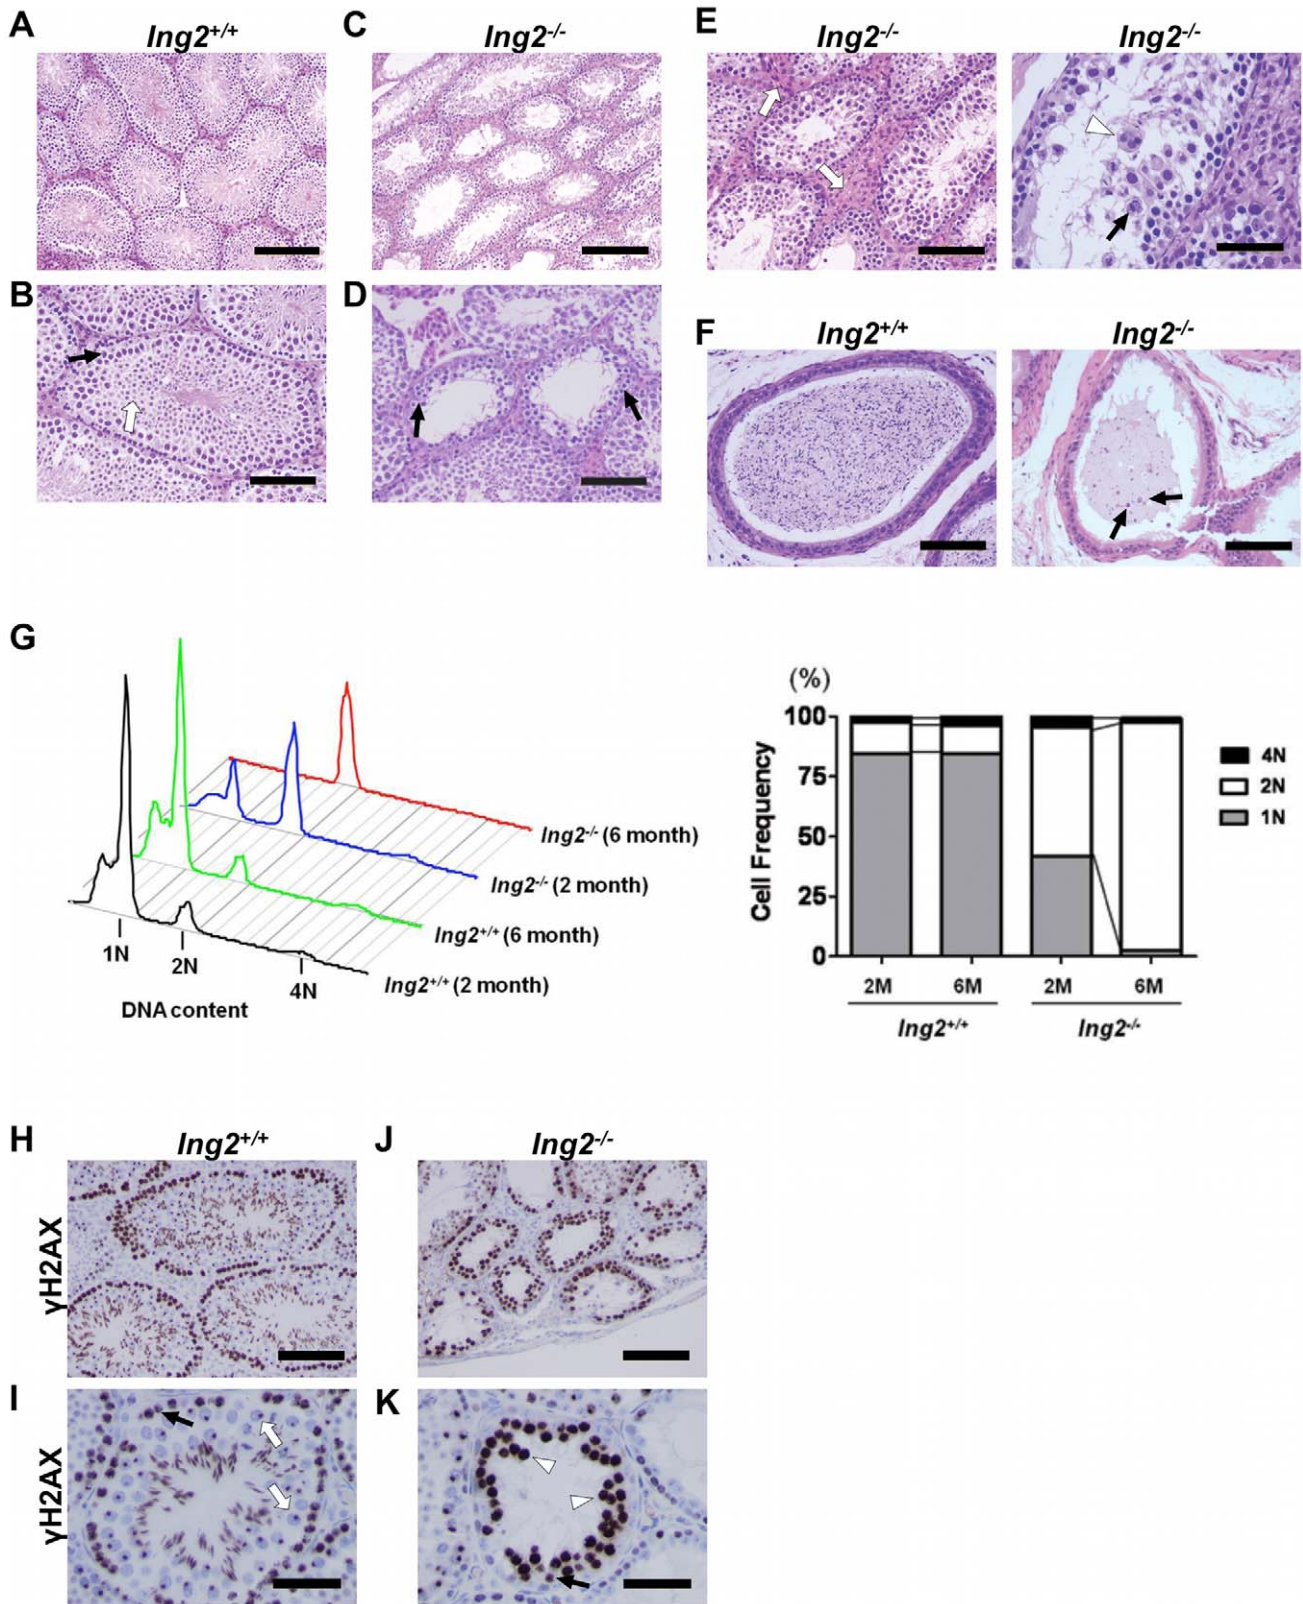 A
Ing2+/+
C
Ing2-/-
E
Ing2-/-
Ing2-/-
B
D
F
Ing2+/+
Ing2-/-
G
1N
2N
4N
DNA content
Ing2-/- (6 month)
Ing2-/- (2 month)
Ing2+/+ (6 month)
Ing2+/+ (2 month)
(%)
100
75
50
25
0
Cell Frequency
4N
2N
1N
2M
6M
2M
6M
Ing2+/+
Ing2-/-
H
Ing2+/+
J
Ing2-/-
γH2AX
I
K
γH2AX